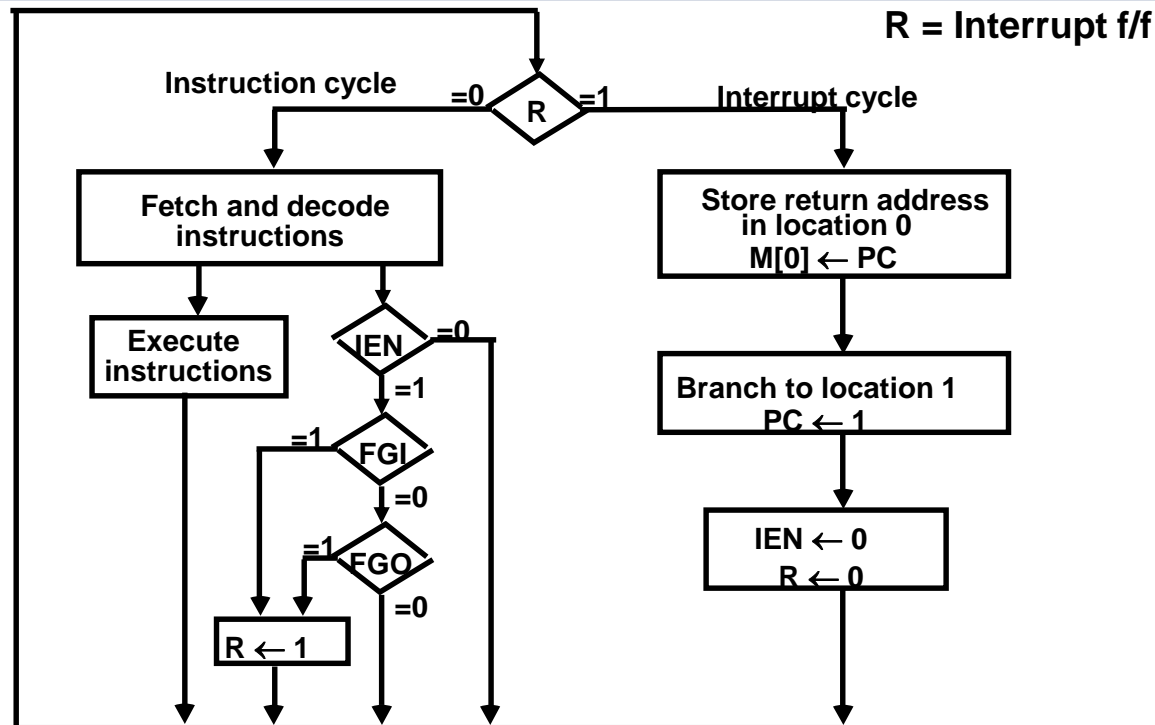 R = Interrupt f/f
Instruction cycle
=0
R
=1
Interrupt cycle
Fetch and decode
instructions
Store return address
in location 0
M[0] ← PC
Execute
instructions
IEN
=0
=1
Branch to location 1
PC ← 1
=1
FGI
=0
=1
FGO
=0
IEN ← 0
R ← 0
R ← 1